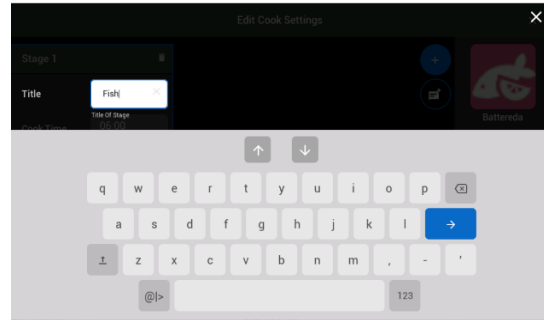 Edit Cook Settings
Stage 1
Title
Fish
Title Of Stage
Cook Time
06:00
Battereda
q w e r t y u i o p
a s d f g h j k l
z x c v b n m , - '
@|>
123